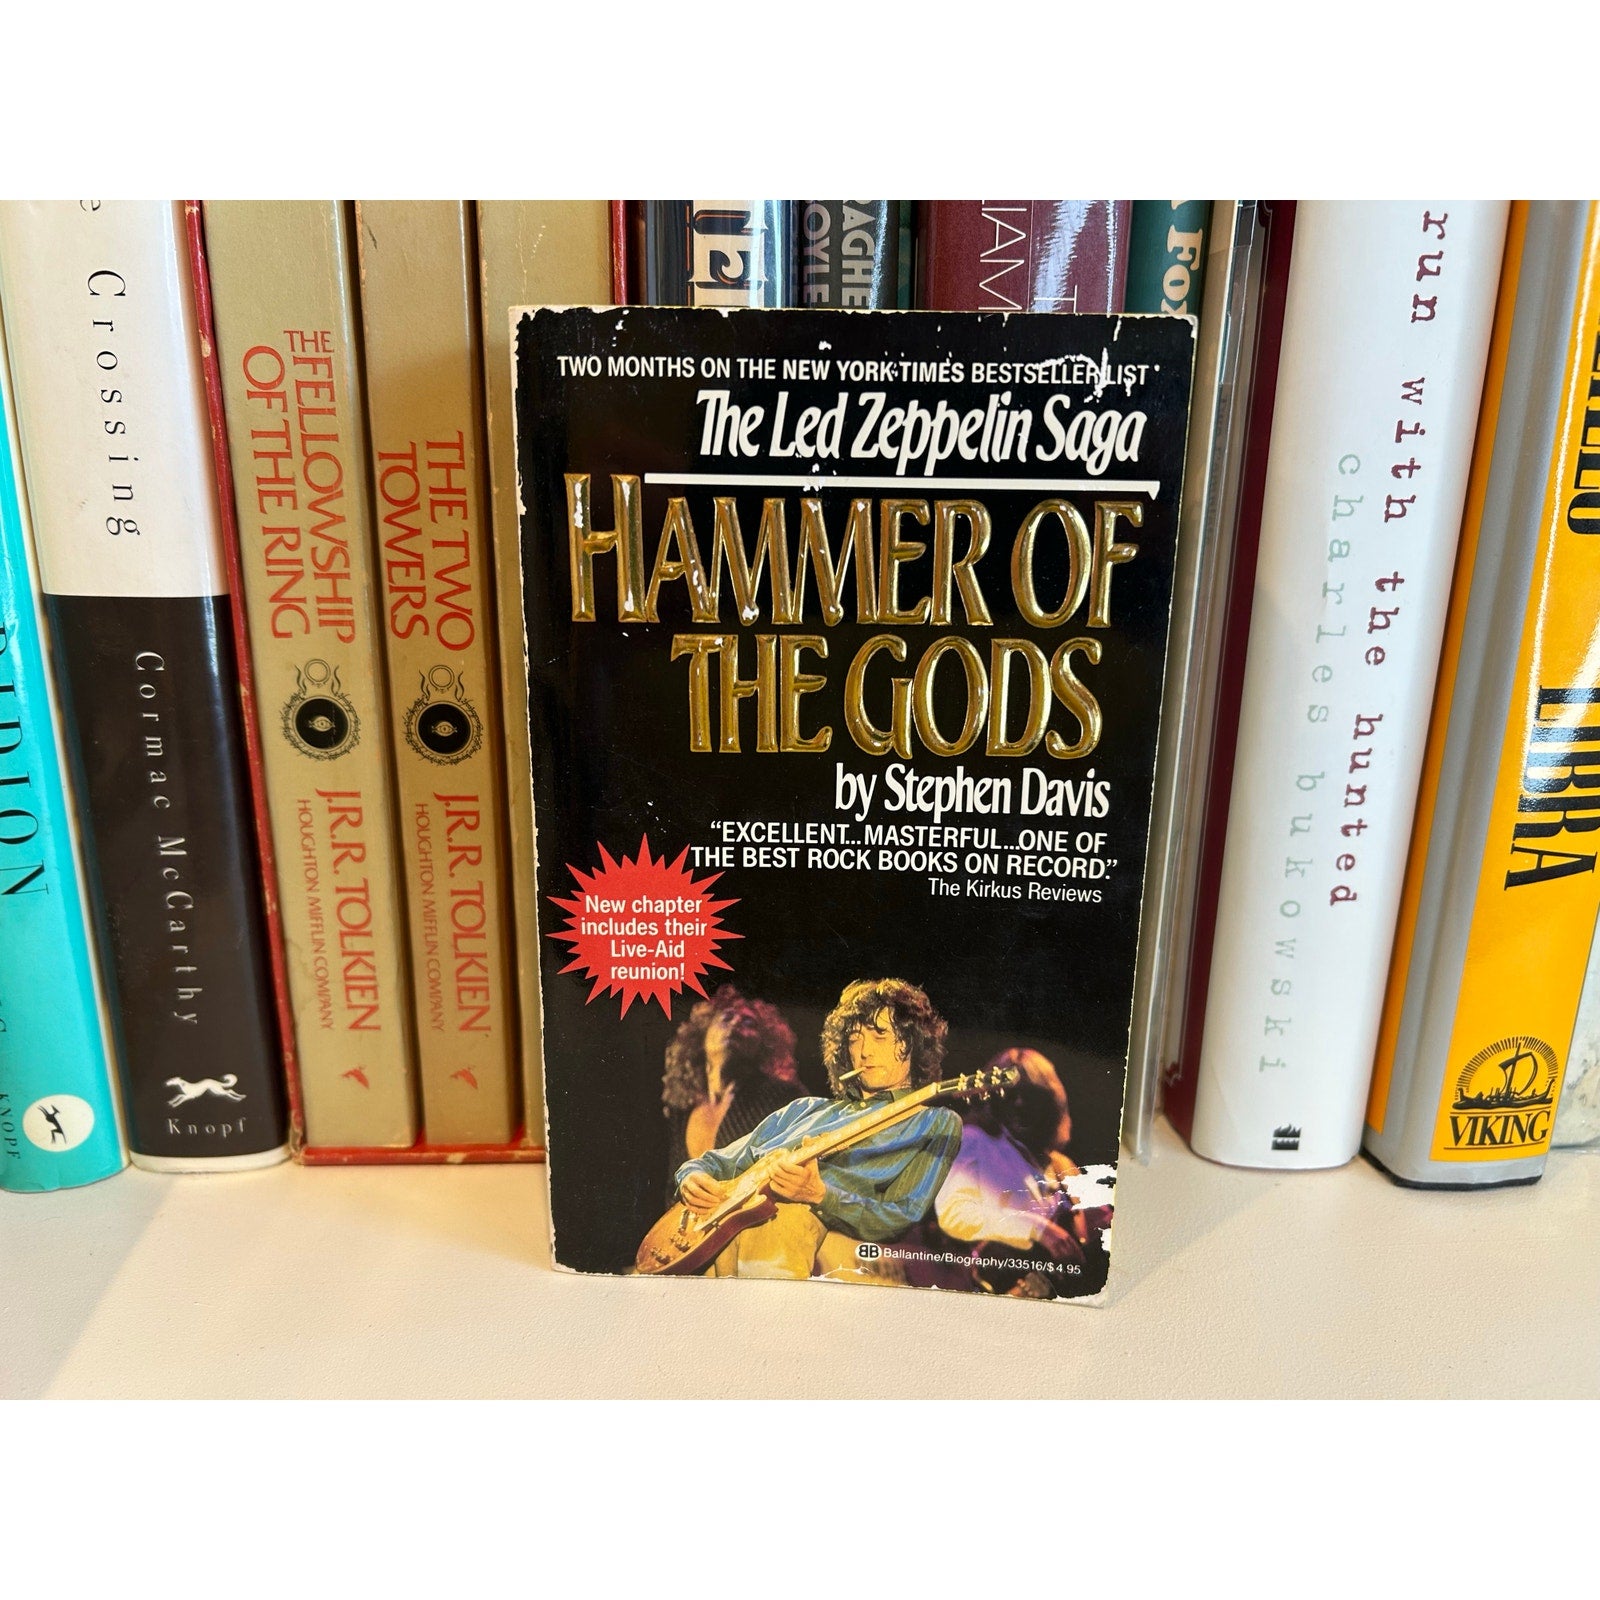 e Crossing
Cormac McCarthy
Knopf
KNOPF
THE FELLOWSHIP
OF THE RING
J.R.R. TOLKIEN
HOUGHTON MIFFLIN COMPANY
THE TWO
TOWERS
J.R.R. TOLKIEN
HOUGHTON MIFFLIN COMPANY
TWO MONTHS ON THE NEW YORK TIMES BESTSELLER LIST
The Led Zeppelin Saga
HAMMER OF
THE GODS
by Stephen Davis
“EXCELLENT...MASTERFUL...ONE OF
THE BEST ROCK BOOKS ON RECORD.”
The Kirkus Reviews
New chapter
includes their
Live-Aid
reunion!
BB Ballantine/Biography/33516/$4.95
run with the hunted
charles bukowski
LIBRA
VIKING